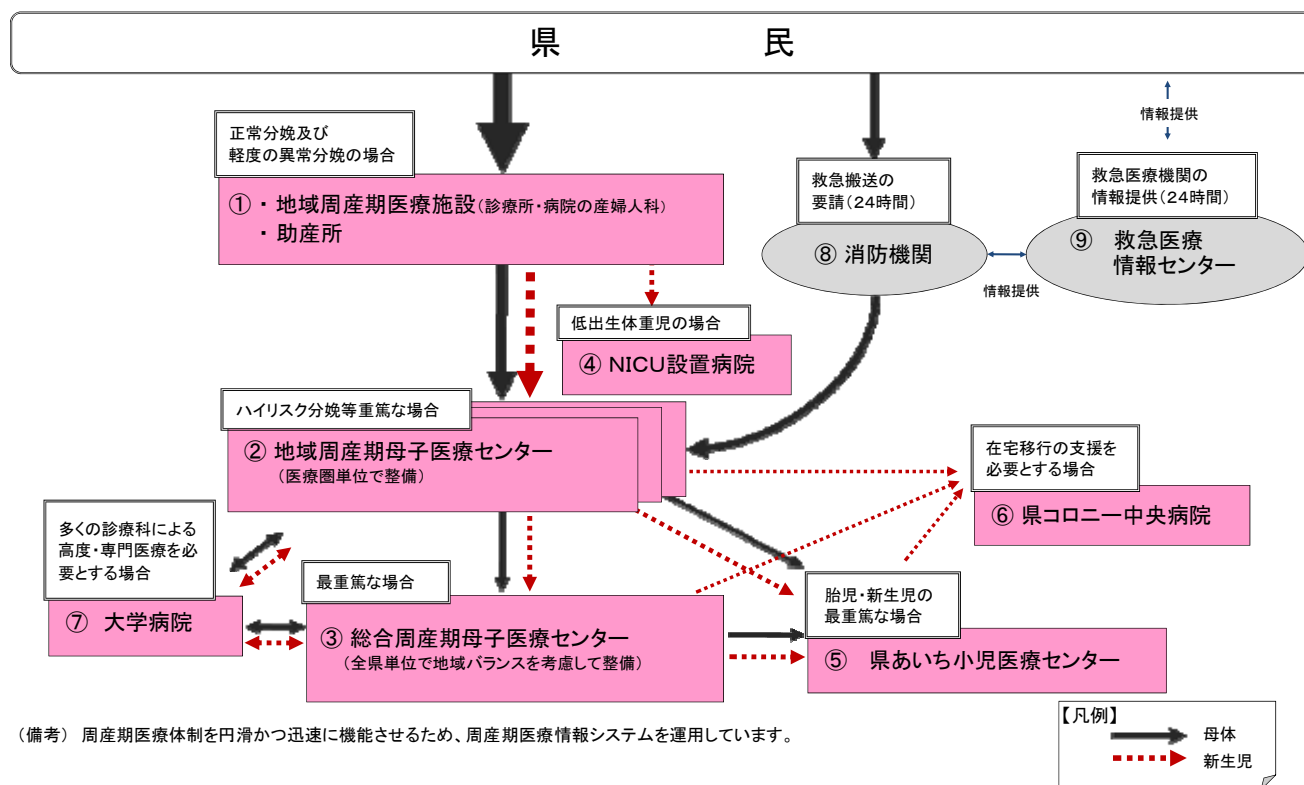 県　民
情報提供
正常分娩及び
軽度の異常分娩の場合
①・地域周産期医療施設(診療所・病院の産婦人科)
・助産所
救急搬送の
要請(24時間)
⑧ 消防機関
救急医療機関の
情報提供(24時間)
⑨ 救急医療
情報センター
情報提供
低出生体重児の場合
④ NICU設置病院
ハイリスク分娩等重篤な場合
② 地域周産期母子医療センター
(医療圏単位で整備)
在宅移行の支援を
必要とする場合
⑥ 県コロニー中央病院
多くの診療科による
高度・専門医療を必
要とする場合
⑦ 大学病院
最重篤な場合
③ 総合周産期母子医療センター
(全県単位で地域バランスを考慮して整備)
胎児・新生児の
最重篤な場合
⑤ 県あいち小児医療センター
(備考) 周産期医療体制を円滑かつ迅速に機能させるため、周産期医療情報システムを運用しています。
【凡例】
母体
新生児